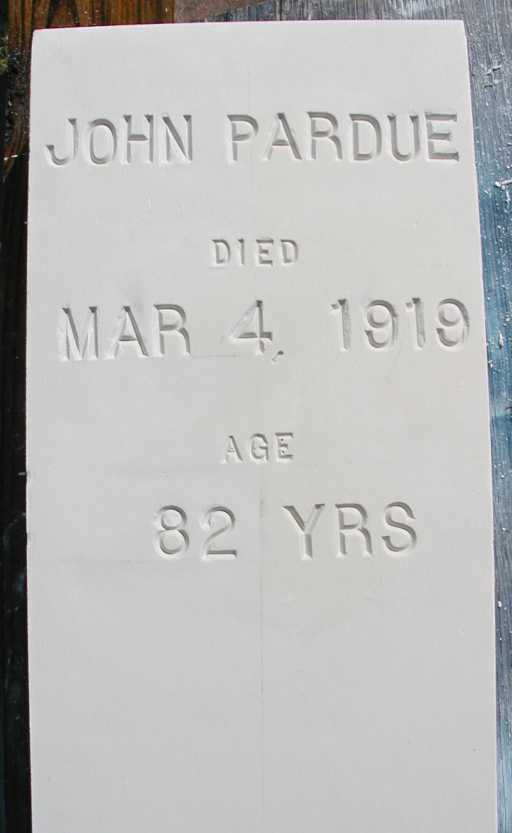 JOHN PARDUE
DIED
MAR 4, 1919
AGE
82 YRS